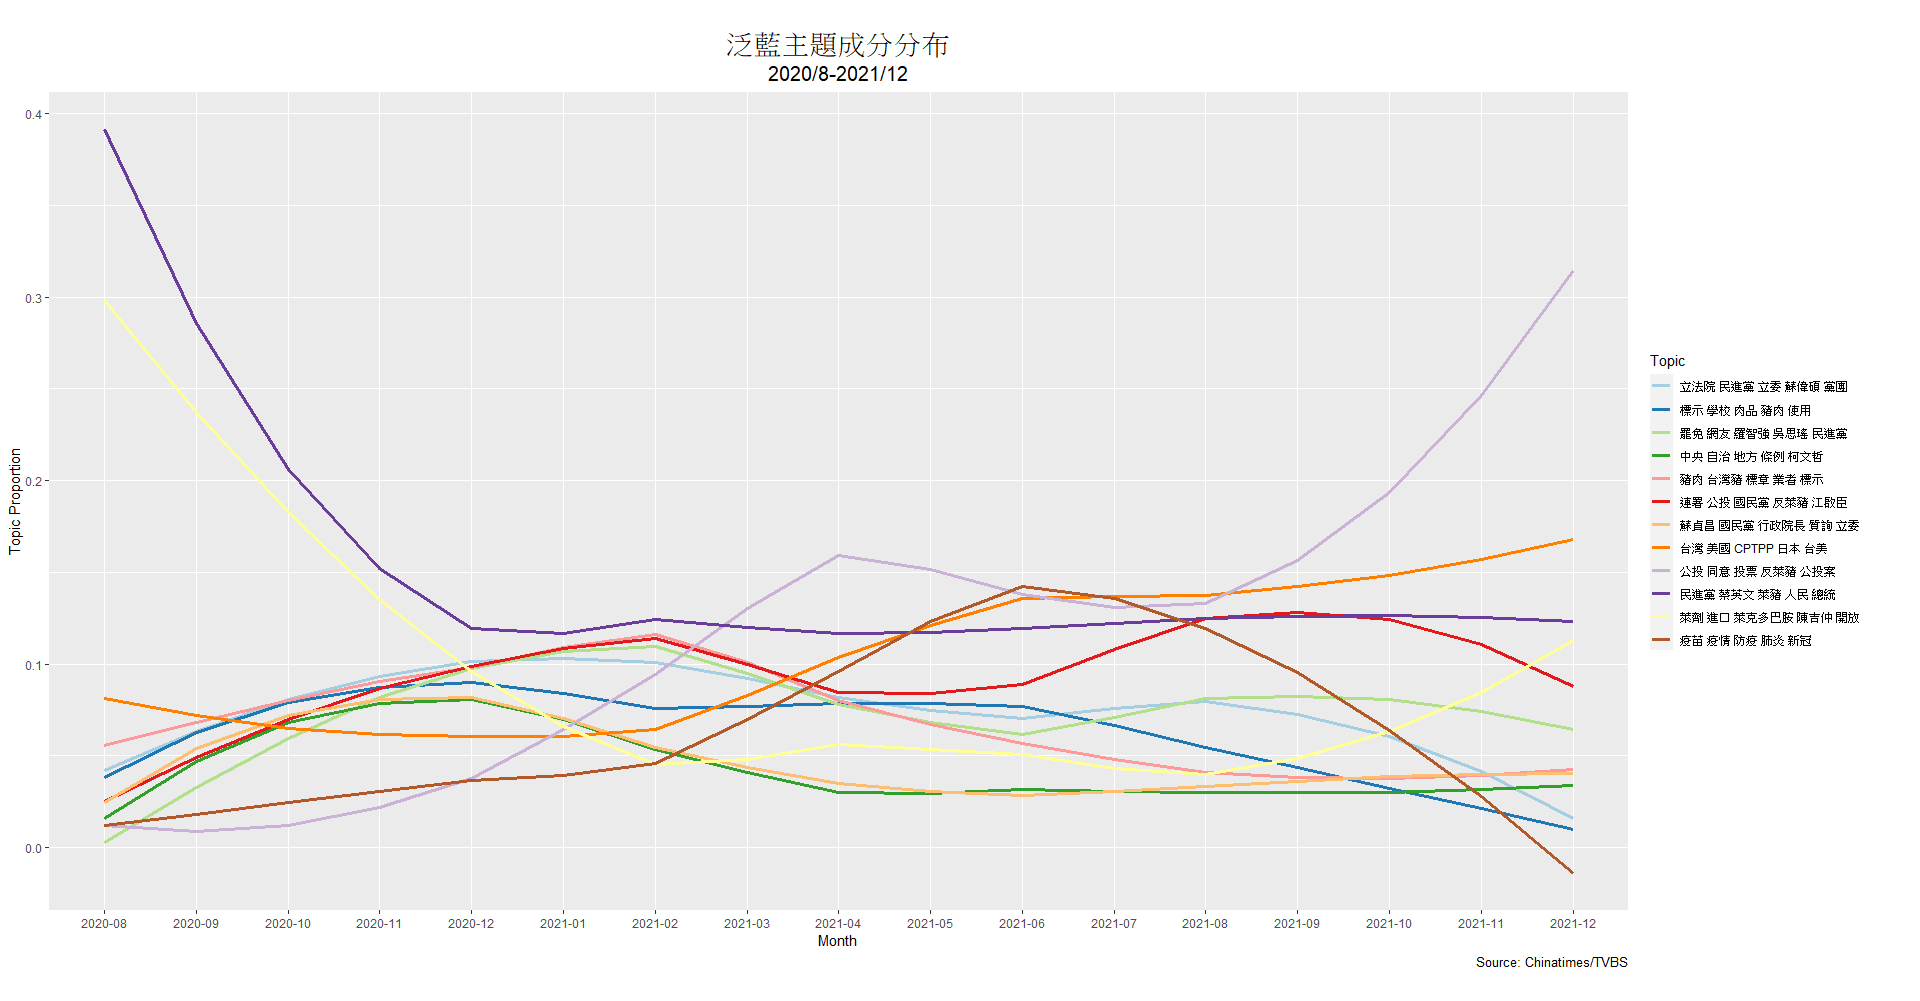 泛藍主題成分分布
2020/8-2021/12
Topic Proportion
0.4
0.3
0.2
0.1
0.0
2020-08 2020-09 2020-10 2020-11 2020-12 2021-01 2021-02 2021-03 2021-04 2021-05 2021-06 2021-07 2021-08 2021-09 2021-10 2021-11 2021-12
Month
Topic
立法院 民進黨 立委 蘇偉碩 黨團
標示 學校 肉品 豬肉 使用
罷免 網友 羅智強 吳思瑤 民進黨
中央 自治 地方 條例 柯文哲
豬肉 台灣豬 標章 業者 標示
連署 公投 國民黨 反萊豬 江啟臣
蘇貞昌 國民黨 行政院長 質詢 立委
台灣 美國 CPTPP 日本 台美
公投 同意 投票 反萊豬 公投案
民進黨 蔡英文 萊豬 人民 總統
萊劑 進口 萊克多巴胺 陳吉仲 開放
疫苗 疫情 防疫 肺炎 新冠
Source: Chinatimes/TVBS